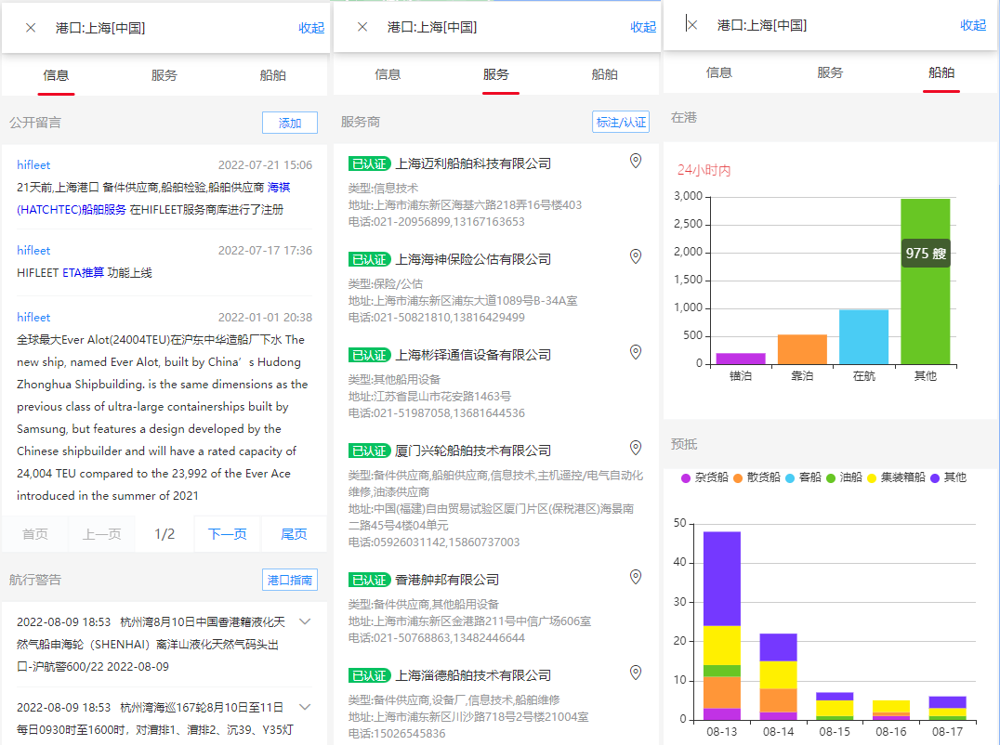 港口:上海[中国]
收起
信息
服务
船舶
公开留言
添加
hifleet
2022-07-21 15:06
21天前,上海港口 备件供应商,船舶检验,船舶供应商 海祺
(HATCHTEC)船舶服务 在HIFLEET服务商库进行了注册
hifleet
2022-07-17 17:36
HIFLEET ETA推算 功能上线
hifleet
2022-01-01 20:38
全球最大Ever Alot(24004TEU)在沪东中华造船厂下水 The
new ship, named Ever Alot, built by China’s Hudong
Zhonghua Shipbuilding. is the same dimensions as the
previous class of ultra-large containerships built by
Samsung, but features a design developed by the
Chinese shipbuilder and will have a rated capacity of
24,004 TEU compared to the 23,992 of the Ever Ace
introduced in the summer of 2021
首页
上一页
1/2
下一页
尾页
航行警告
港口指南
2022-08-09 18:53 杭州湾8月10日中国香港籍液化天
然气船申海轮（SHENHAI）离洋山液化天然气码头出
口-沪航警600/22 2022-08-09
2022-08-09 18:53 杭州湾海巡167轮8月10日至11日
每日0930时至1600时，对漕排1、漕排2、沉39、Y35灯
港口:上海[中国]
收起
信息
服务
船舶
服务商
标注/认证
已认证 上海迈利船舶科技有限公司
类型:信息技术
地址:上海市浦东新区海基六路218弄16号楼403
电话:021-20956899,13167163653
已认证 上海海神保险公估有限公司
类型:保险/公估
地址:上海市浦东新区浦东大道1089号B-34A室
电话:021-50821810,13816429499
已认证 上海彬铎通信设备有限公司
类型:其他船用设备
地址:江苏省昆山市花安路1463号
电话:021-51987058,13681644536
已认证 厦门兴轮船舶技术有限公司
类型:备件供应商,船舶供应商,信息技术,主机遥控/电气自动化
维修,油漆供应商
地址:中国(福建)自由贸易试验区厦门片区(保税港区)海景南
二路45号4楼04单元
电话:05926031142,15860737003
已认证 香港舯邦有限公司
类型:备件供应商,其他船用设备
地址:上海市浦东新区金港路211号中信广场606室
电话:021-50768863,13482446644
已认证 上海淄德船舶技术有限公司
类型:备件供应商,设备厂,信息技术,船舶维修
地址:上海市浦东新区川沙路718号2号楼21004室
电话:15026545836
港口:上海[中国]
收起
信息
服务
船舶
在港
24小时内
3,000
2,500
2,000
1,500
1,000
500
0
975 艘
锚泊
靠泊
在航
其他
预抵
杂货船
散货船
客船
油船
集装箱船
其他
50
40
30
20
10
0
08-13
08-14
08-15
08-16
08-17